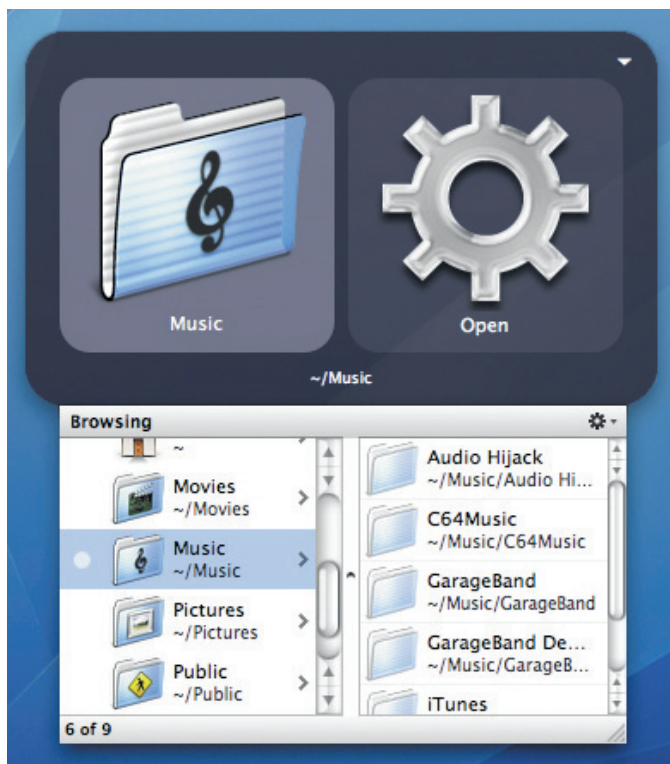 Music
Open
~/Music
Browsing
~
Movies
~/Movies
Music
~/Music
Pictures
~/Pictures
Public
~/Public
Audio Hijack
~/Music/Audio Hi...
C64Music
~/Music/C64Music
GarageBand
~/Music/GarageBand
GarageBand De...
~/Music/GarageB...
iTunes
6 of 9